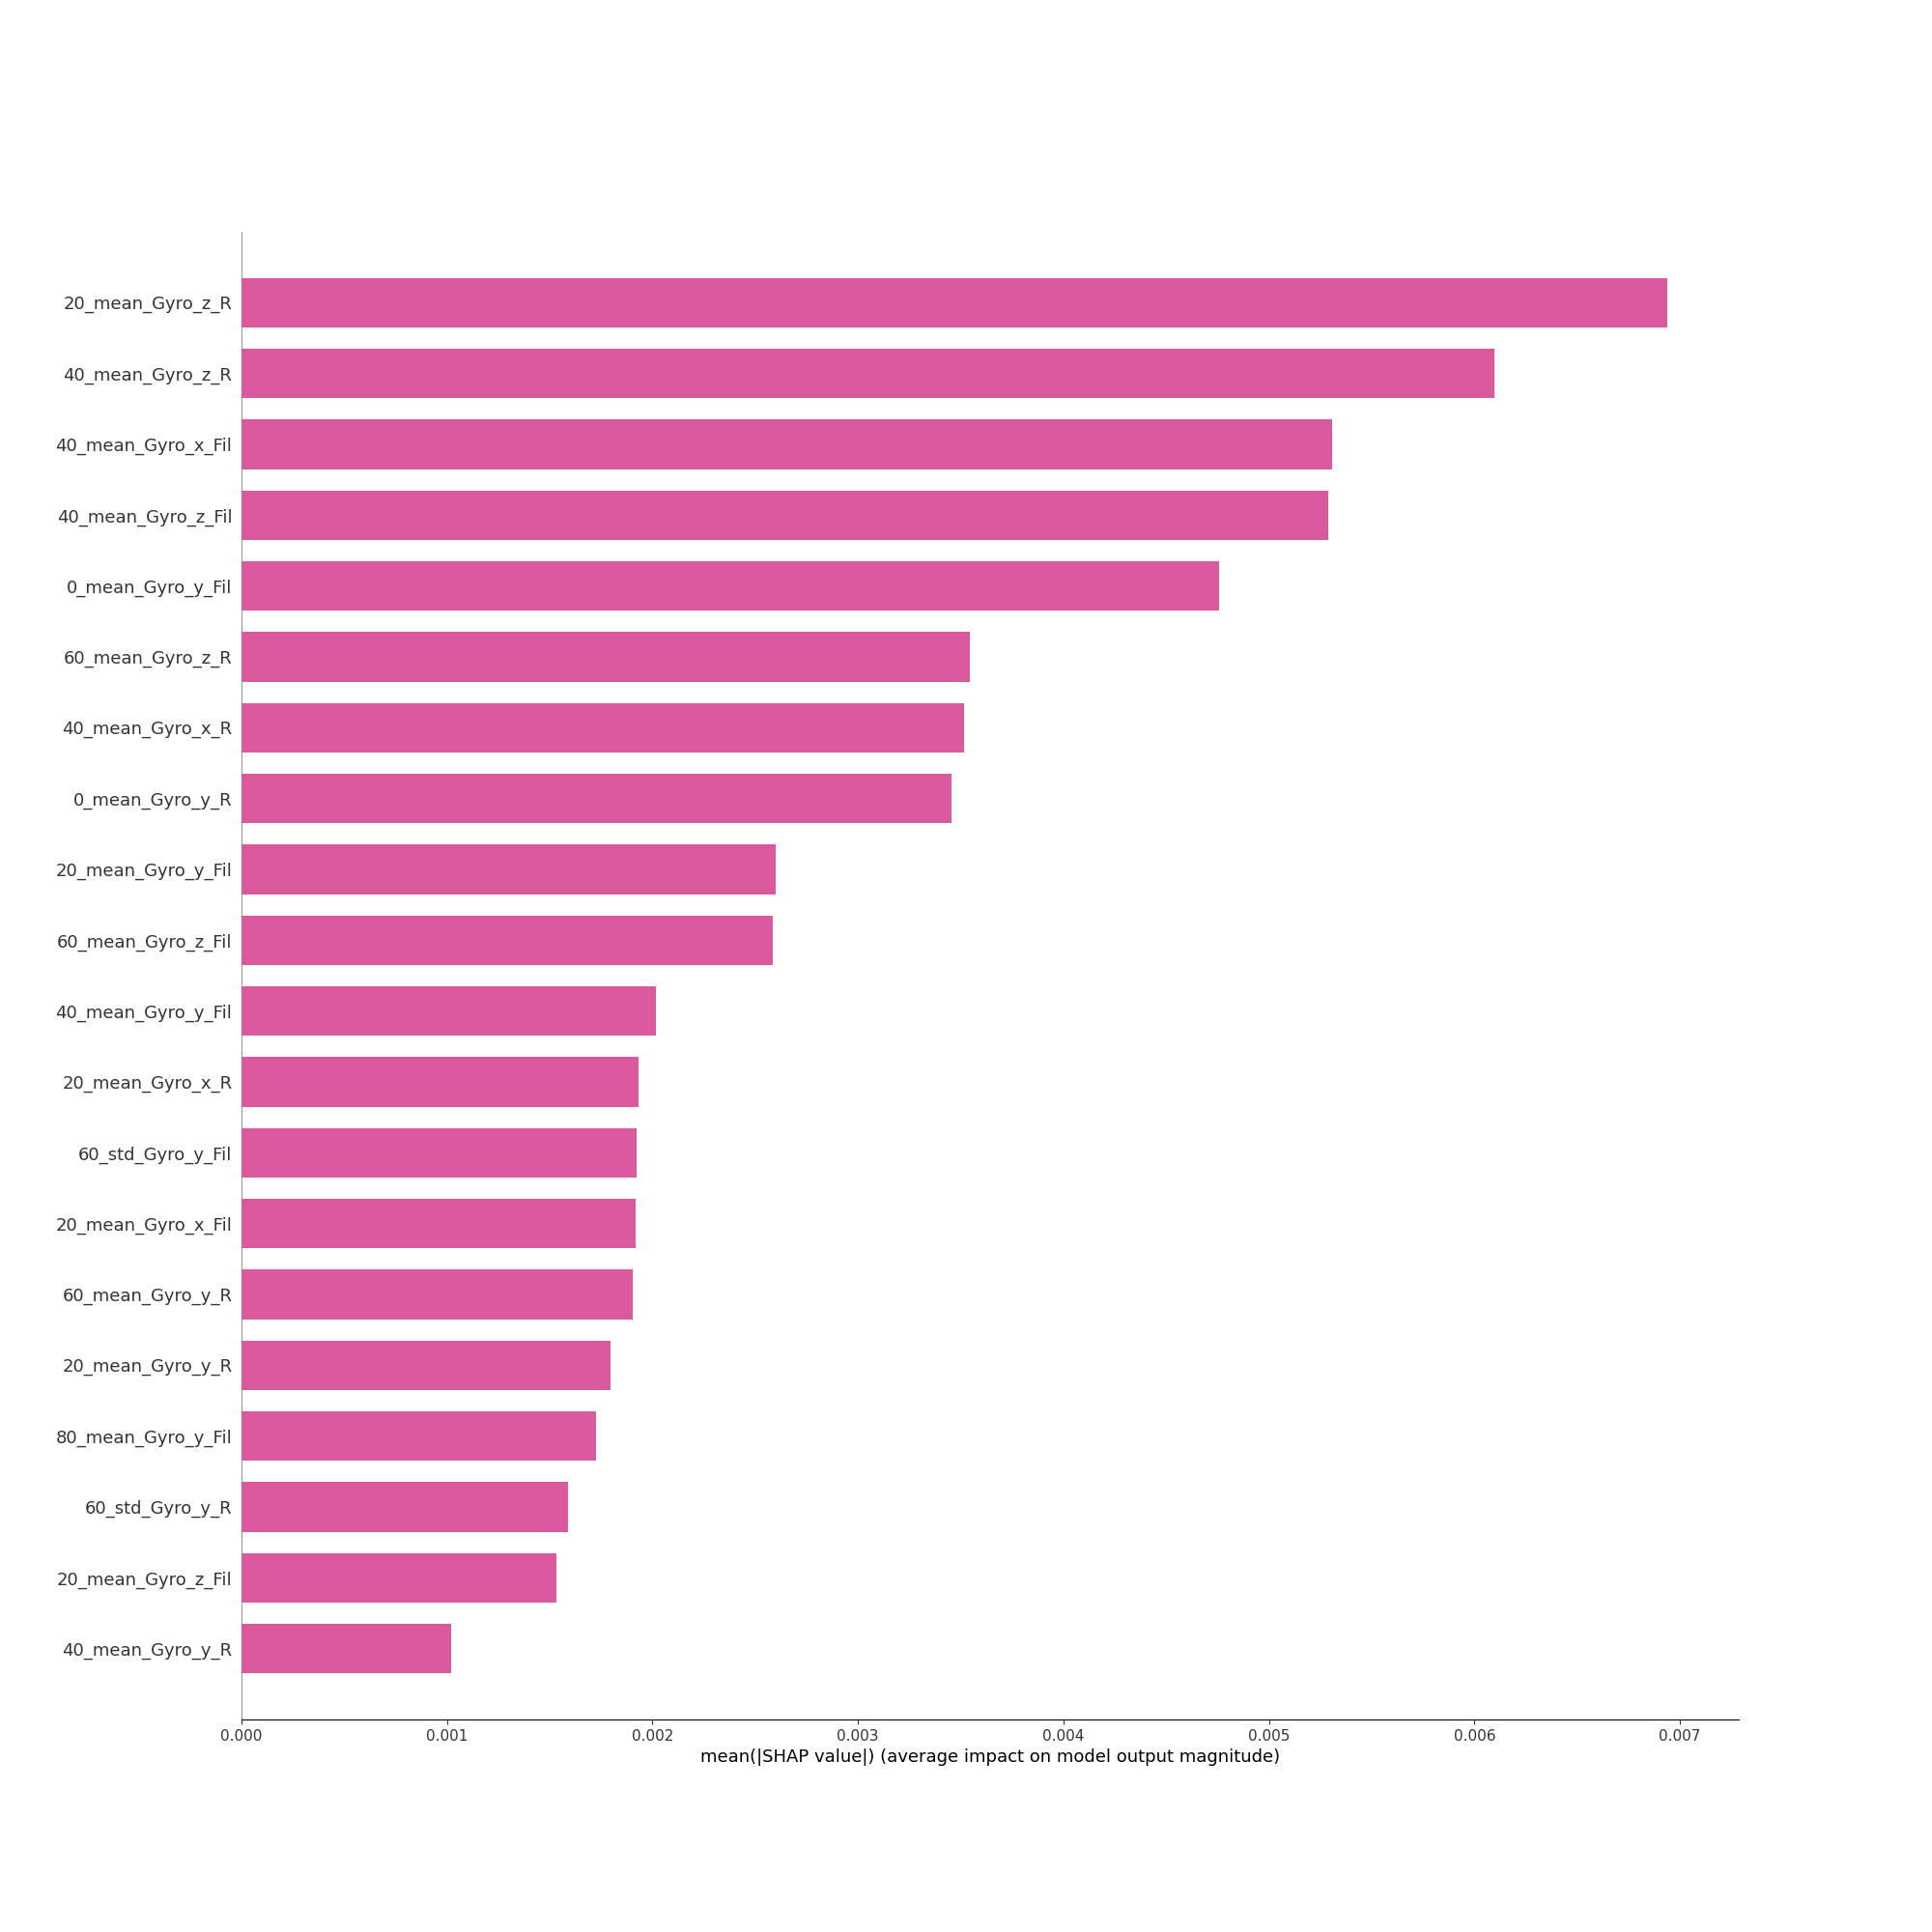 20_mean_Gyro_z_R
40_mean_Gyro_z_R
40_mean_Gyro_x_Fil
40_mean_Gyro_z_Fil
0_mean_Gyro_y_Fil
60_mean_Gyro_z_R
40_mean_Gyro_x_R
0_mean_Gyro_y_R
20_mean_Gyro_y_Fil
60_mean_Gyro_z_Fil
40_mean_Gyro_y_Fil
20_mean_Gyro_x_R
60_std_Gyro_y_Fil
20_mean_Gyro_x_Fil
60_mean_Gyro_y_R
20_mean_Gyro_y_R
80_mean_Gyro_y_Fil
60_std_Gyro_y_R
20_mean_Gyro_z_Fil
40_mean_Gyro_y_R
0.000 0.001 0.002 0.003 0.004 0.005 0.006 0.007
mean(|SHAP value|) (average impact on model output magnitude)